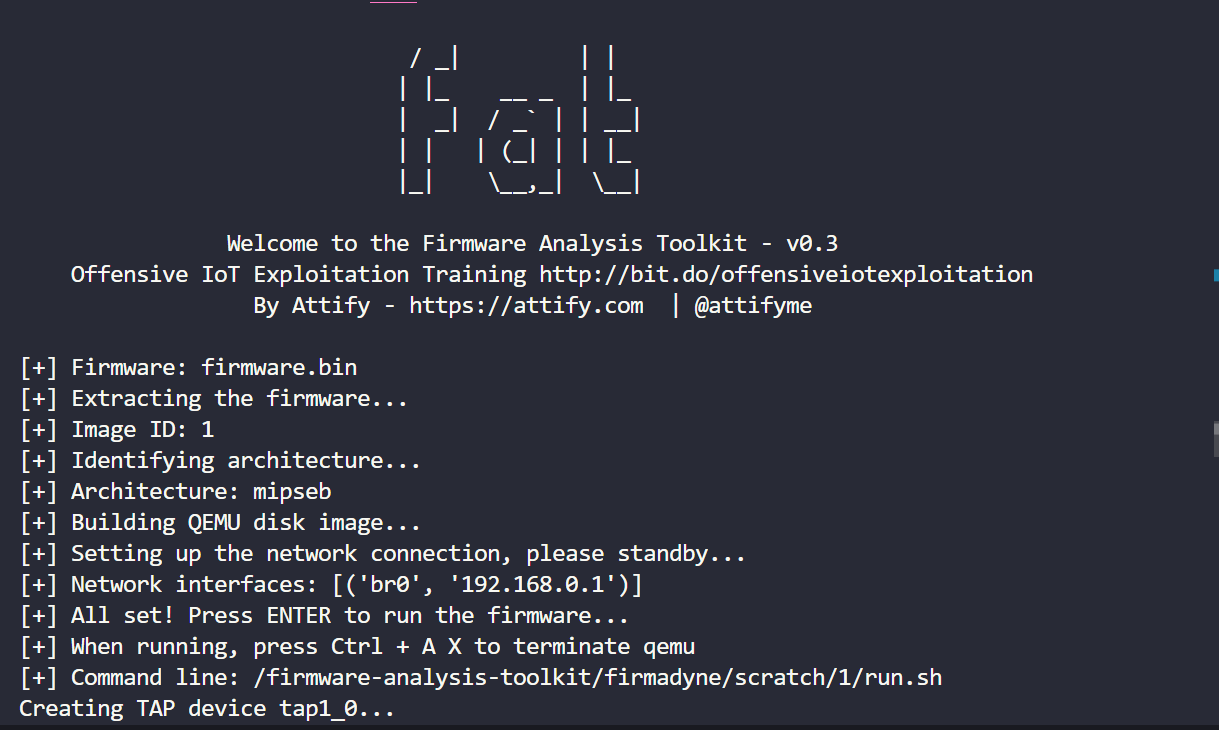 fat
Welcome to the Firmware Analysis Toolkit - v0.3
Offensive IoT Exploitation Training http://bit.do/offensiveiotexploitation
By Attify - https://attify.com | @attifyme
[+] Firmware: firmware.bin
[+] Extracting the firmware...
[+] Image ID: 1
[+] Identifying architecture...
[+] Architecture: mipseb
[+] Building QEMU disk image...
[+] Setting up the network connection, please standby...
[+] Network interfaces: [('br0', '192.168.0.1')]
[+] All set! Press ENTER to run the firmware...
[+] When running, press Ctrl + A X to terminate qemu
[+] Command line: /firmware-analysis-toolkit/firmadyne/scratch/1/run.sh
Creating TAP device tap1_0...